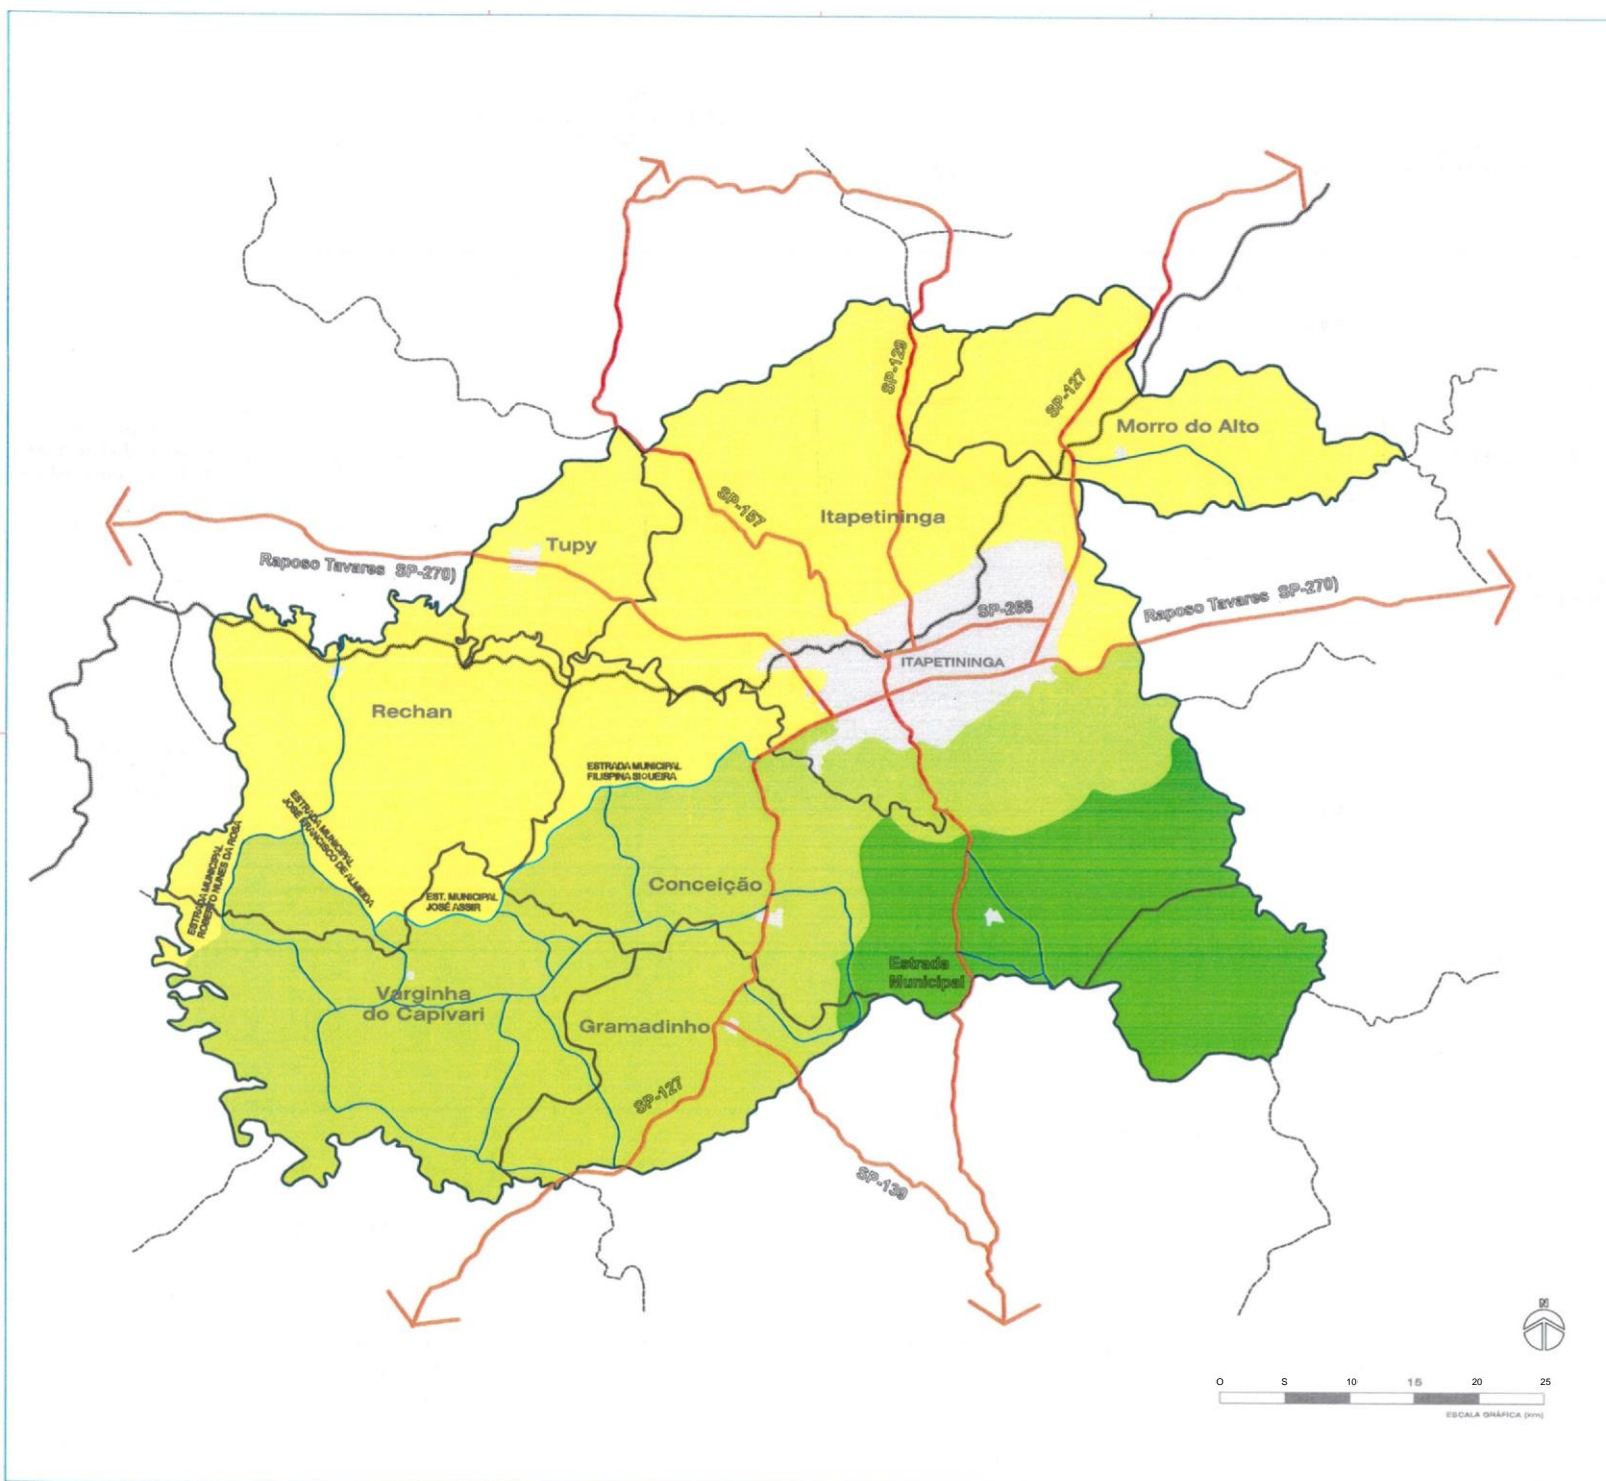 SP-129
SP-127
Morro do Alto
SP-157
Itapetininga
Tupy
Raposo Tavares SP-270)
Raposo Tavares SP-270)
SP-268
ITAPETININGA
Rechan
ESTRADA MUNICIPAL
FILISPINA SIQUEIRA
ESTRADA MUNICIPAL
JOSÉ FRANCISCO DE ALMEIDA
ESTRADA MUNICIPAL
ROBERTO NUNES DA ROSA
EST. MUNICIPAL
JOSÉ ASSIR
Conceição
Estrada
Municipal
Varginha
do Capivari
Gramadinho
SP-127
SP-139
N
O S 10 15 20 25
ESCALA GRÁFICA (km)